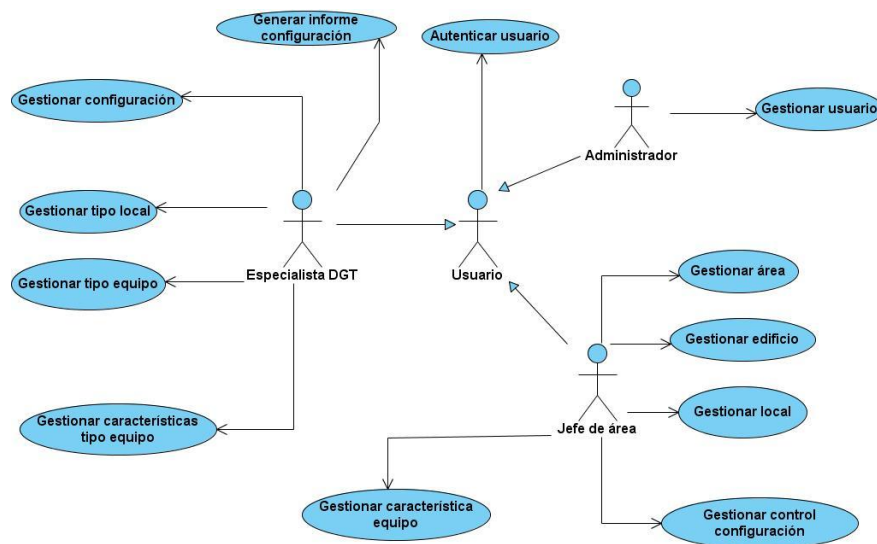 Generar informe
configuración
Autenticar usuario
Gestionar configuración
Gestionar usuario
Administrador
Gestionar tipo local
Especialista DGT
Usuario
Gestionar tipo equipo
Gestionar área
Gestionar edificio
Gestionar local
Jefe de área
Gestionar características
tipo equipo
Gestionar característica
equipo
Gestionar control
configuración